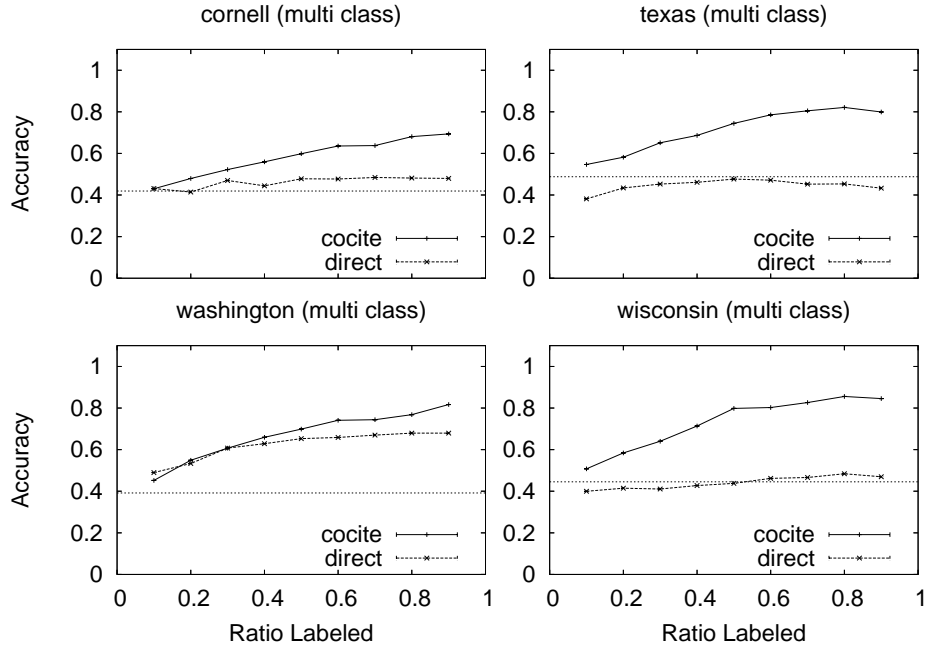 cornell (multi class)
texas (multi class)
Accuracy
1
0.8
0.6
0.4
0.2
0
cocite
direct
1
0.8
0.6
0.4
0.2
0
cocite
direct
washington (multi class)
wisconsin (multi class)
Accuracy
1
0.8
0.6
0.4
0.2
0
cocite
direct
0 0.2 0.4 0.6 0.8 1
Ratio Labeled
1
0.8
0.6
0.4
0.2
0
cocite
direct
0 0.2 0.4 0.6 0.8 1
Ratio Labeled